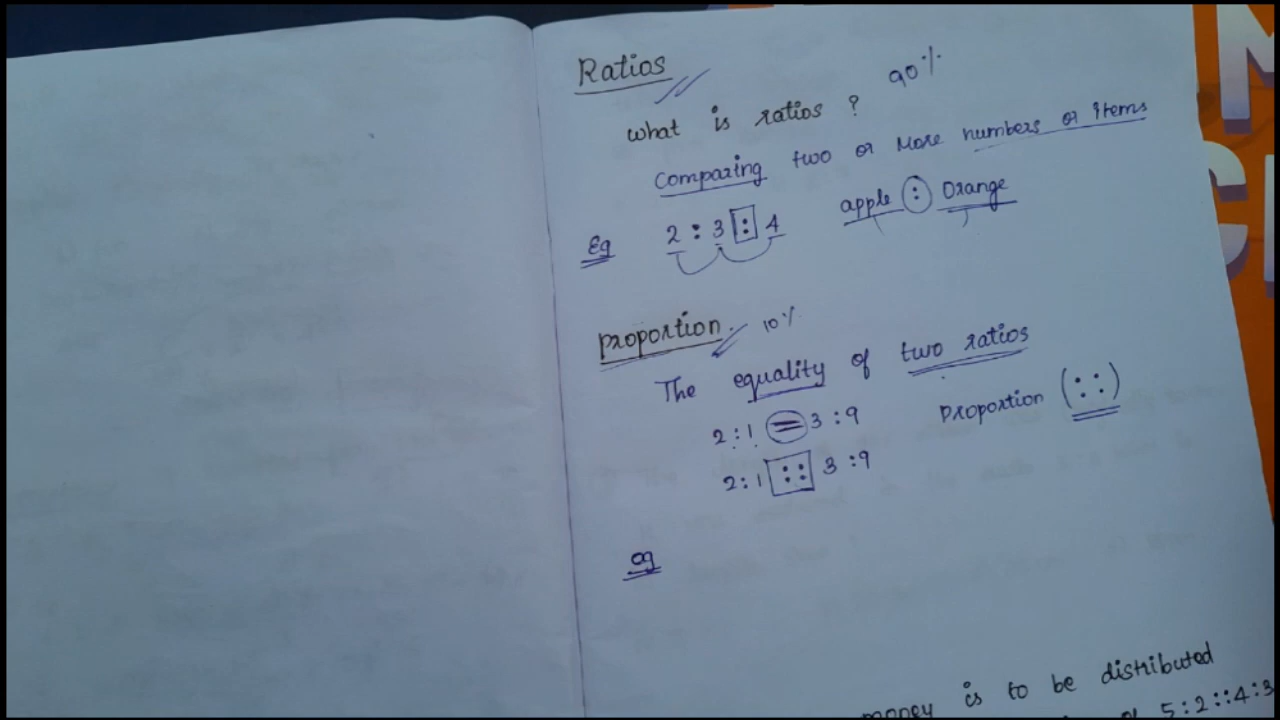 Ratios
90%
what is ratios ?
Comparing two or More numbers or items
Eg 2 : 3 : 4 apple : Orange
Proportion. 10%
The equality of two ratios
2 : 1 = 3 : 9 Proportion (::)
2 : 1 :: 3 : 9
eg
money is to be distributed
5 : 2 :: 4 : 3